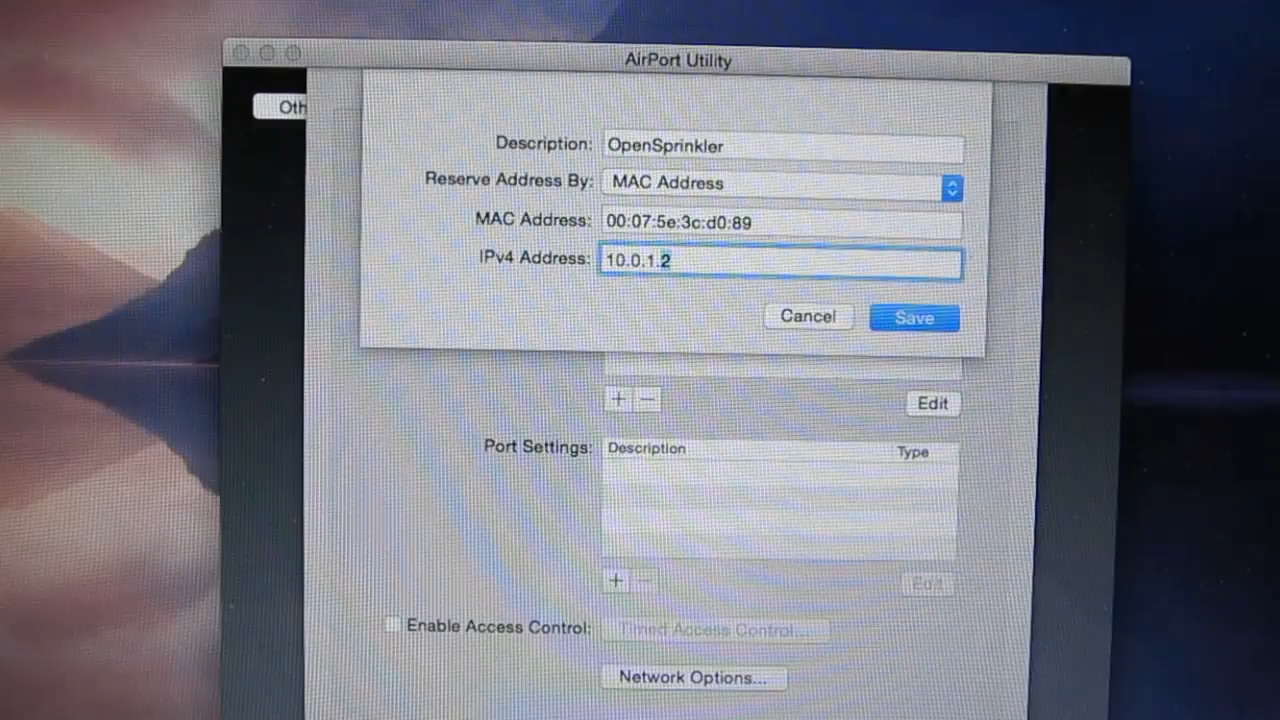 AirPort Utility
Oth
Description: OpenSprinkler
Reserve Address By: MAC Address
MAC Address: 00:07:5e:3c:d0:89
IPv4 Address: 10.0.1.2
Cancel Save
+ − Edit
Port Settings: Description Type
+ − Edit
Enable Access Control: Timed Access Control...
Network Options...